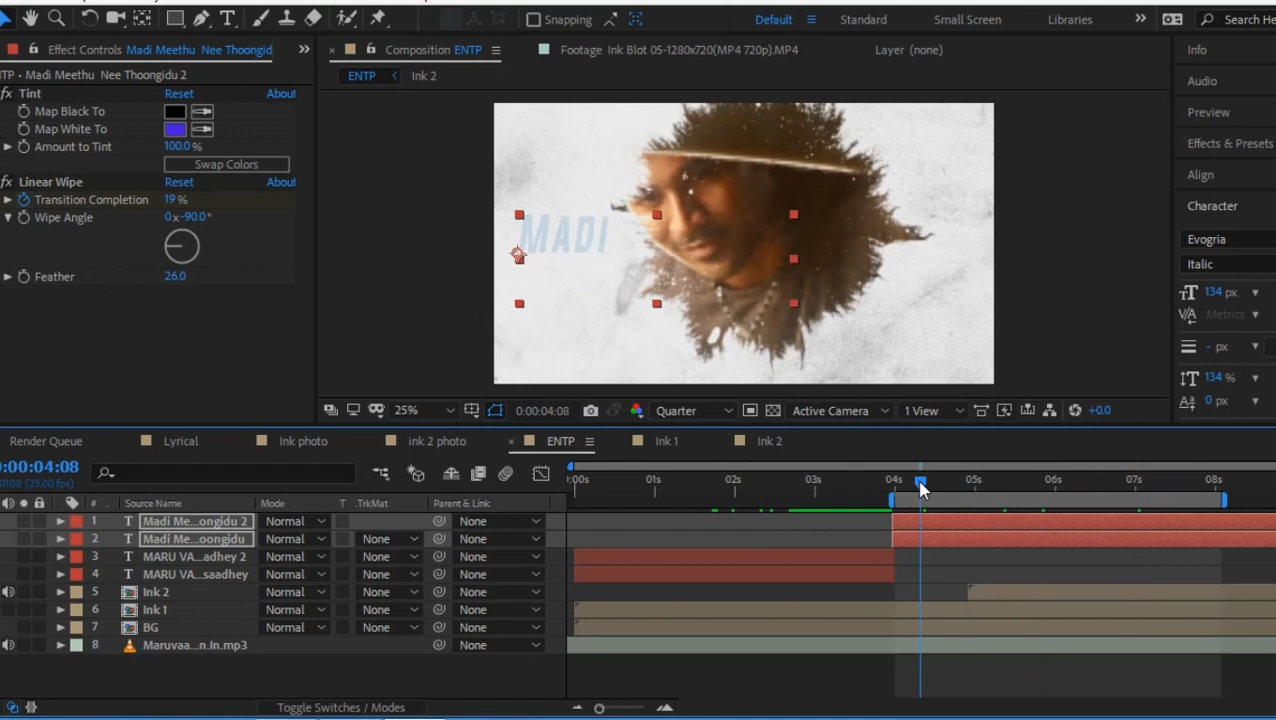 Snapping
Default
Standard
Small Screen
Libraries
Search He
Effect Controls Madi Meethu Nee Thoongid
Composition ENTP
Footage Ink Blot 05-1280x720(MP4 720p).MP4
Layer (none)
Info
NTP - Madi Meethu Nee Thoongidu 2
ENTP
Ink 2
fx Tint Reset About
Map Black To
Map White To
Amount to Tint 100.0 %
Swap Colors
fx Linear Wipe Reset About
Transition Completion 19 %
Wipe Angle 0 x -90.0 °
Feather 26.0
MADI
Audio
Preview
Effects & Presets
Align
Character
Evogria
Italic
134 px
Metrics
- px
134 %
0 px
25%
0:00:04:08
Quarter
Active Camera
1 View
+0.0
Render Queue
Lyrical
Ink photo
ink 2 photo
ENTP
Ink 1
Ink 2
0:00:04:08
0108 (25.00 fps)
:00s 01s 02s 03s 04s 05s 06s 07s 08s
# Source Name Mode T .TrkMat Parent & Link
1 T Madi Me...ongidu 2 Normal None
2 T Madi Me...oongidu Normal None None
3 T MARU VA...adhey 2 Normal None None
4 T MARU VA...saadhey Normal None None
5 Ink 2 Normal None None
6 Ink 1 Normal None None
7 BG Normal None None
8 Maruvaa...n.In.mp3 None
Toggle Switches / Modes